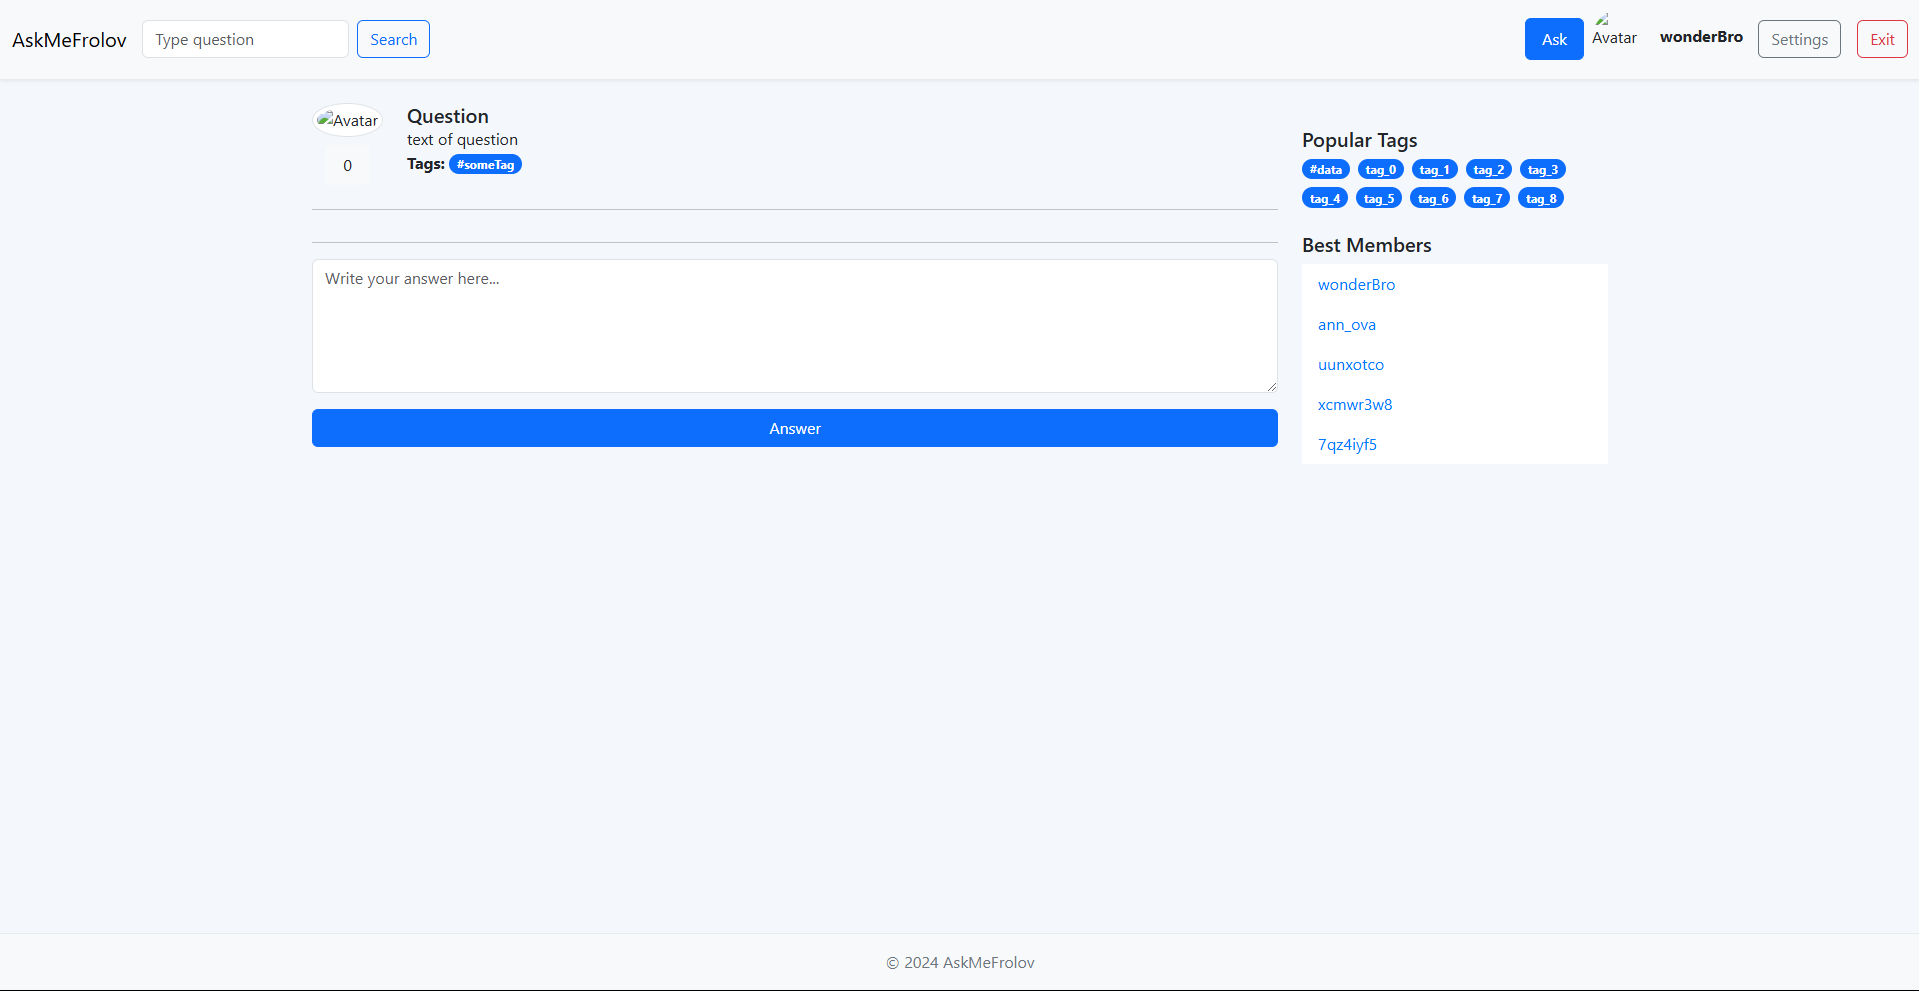 AskMeFrolov Type question Search Ask Avatar wonderBro Settings Exit
Avatar
0
Question
text of question
Tags: #someTag
Write your answer here...
Answer
Popular Tags
#data tag_0 tag_1 tag_2 tag_3
tag_4 tag_5 tag_6 tag_7 tag_8
Best Members
wonderBro
ann_ova
uunxotco
xcmwr3w8
7qz4iyf5
© 2024 AskMeFrolov